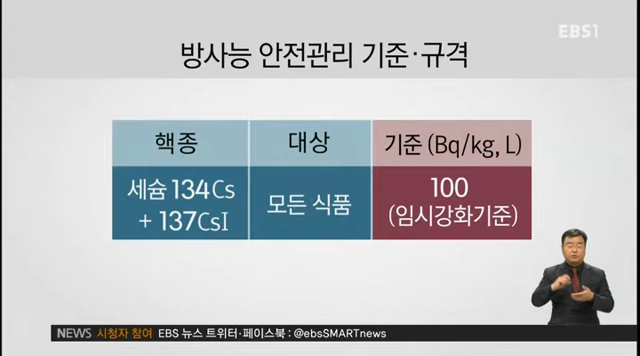 EBS1
방사능 안전관리 기준·규격
핵종
대상
기준 (Bq/kg, L)
세슘 134Cs
+ 137CsI
모든 식품
100
(임시강화기준)
NEWS 시청자 참여 EBS 뉴스 트위터·페이스북 : @ebsSMARTnews